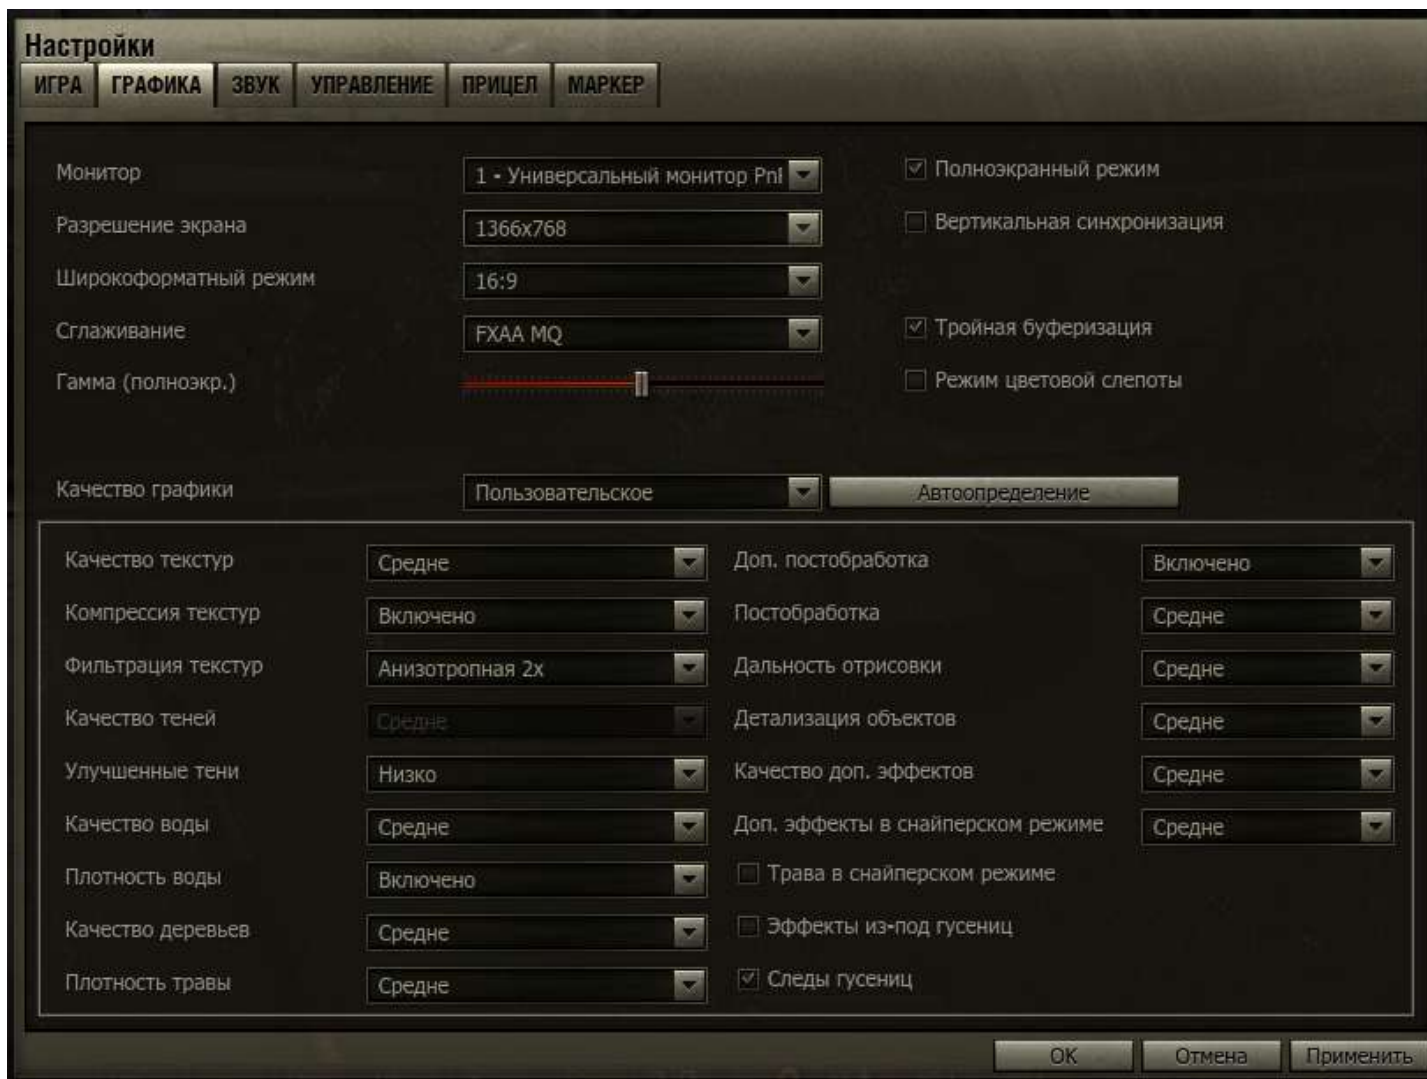 Настройки
ИГРА ГРАФИКА ЗВУК УПРАВЛЕНИЕ ПРИЦЕЛ МАРКЕР
Монитор 1 - Универсальный монитор PnP Полноэкранный режим
Разрешение экрана 1366x768 Вертикальная синхронизация
Широкоформатный режим 16:9
Сглаживание FXAA MQ Тройная буферизация
Гамма (полноэкр.) Режим цветовой слепоты
Качество графики Пользовательское Автоопределение
Качество текстур Средне Доп. постобработка Включено
Компрессия текстур Включено Постобработка Средне
Фильтрация текстур Анизотропная 2x Дальность отрисовки Средне
Качество теней Средне Детализация объектов Средне
Улучшенные тени Низко Качество доп. эффектов Средне
Качество воды Средне Доп. эффекты в снайперском режиме Средне
Плотность воды Включено Трава в снайперском режиме
Качество деревьев Средне Эффекты из-под гусениц
Плотность травы Средне Следы гусениц
OK Отмена Применить